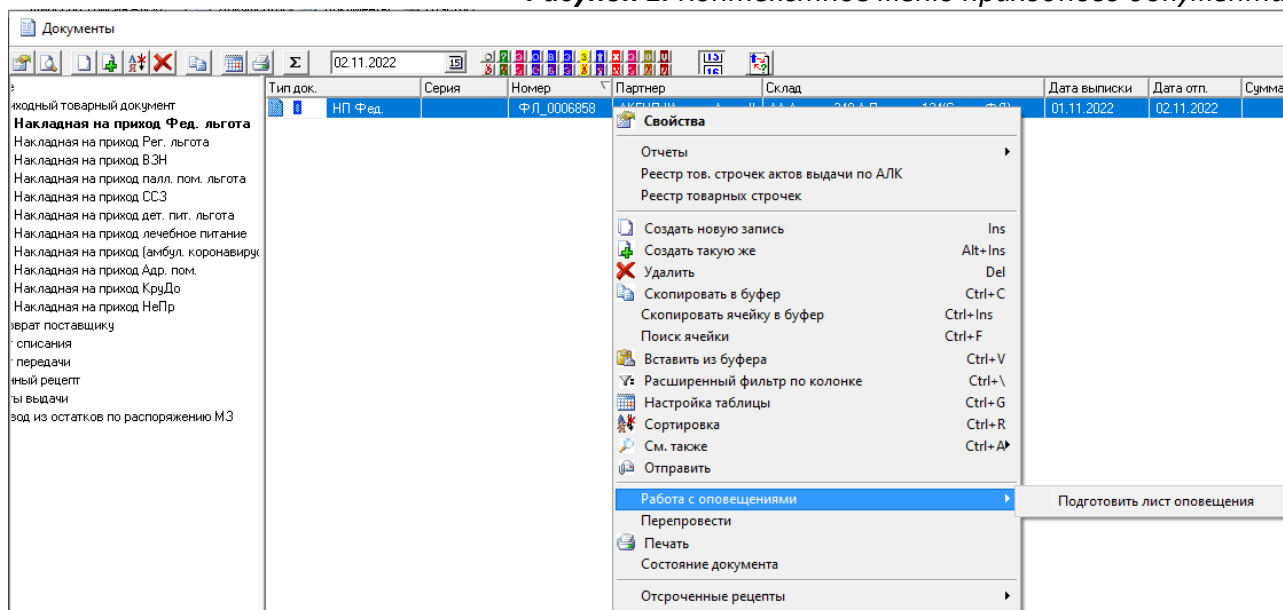 Документы
02.11.2022
15
Тип док.
Серия
Номер
Партнер
Склад
Дата выписки
Дата отп.
Сумма
НП Фед.
ФЛ_0006858
01.11.2022
02.11.2022
иходный товарный документ
Накладная на приход Фед. льгота
Накладная на приход Рег. льгота
Накладная на приход ВЗН
Накладная на приход палл. пом. льгота
Накладная на приход ССЗ
Накладная на приход дет. пит. льгота
Накладная на приход лечебное питание
Накладная на приход (амбул. коронавирус
Накладная на приход Адр. пом.
Накладная на приход КруДо
Накладная на приход НеПр
зврат поставщику
списания
передачи
нный рецепт
ы выдачи
вод из остатков по распоряжению МЗ
Свойства
Отчеты
Реестр тов. строчек актов выдачи по АЛК
Реестр товарных строчек
Создать новую запись Ins
Создать такую же Alt+Ins
Удалить Del
Скопировать в буфер Ctrl+C
Скопировать ячейку в буфер Ctrl+Ins
Поиск ячейки Ctrl+F
Вставить из буфера Ctrl+V
Расширенный фильтр по колонке Ctrl+\
Настройка таблицы Ctrl+G
Сортировка Ctrl+R
См. также Ctrl+A
Отправить
Работа с оповещениями
Подготовить лист оповещения
Перепровести
Печать
Состояние документа
Отсроченные рецепты